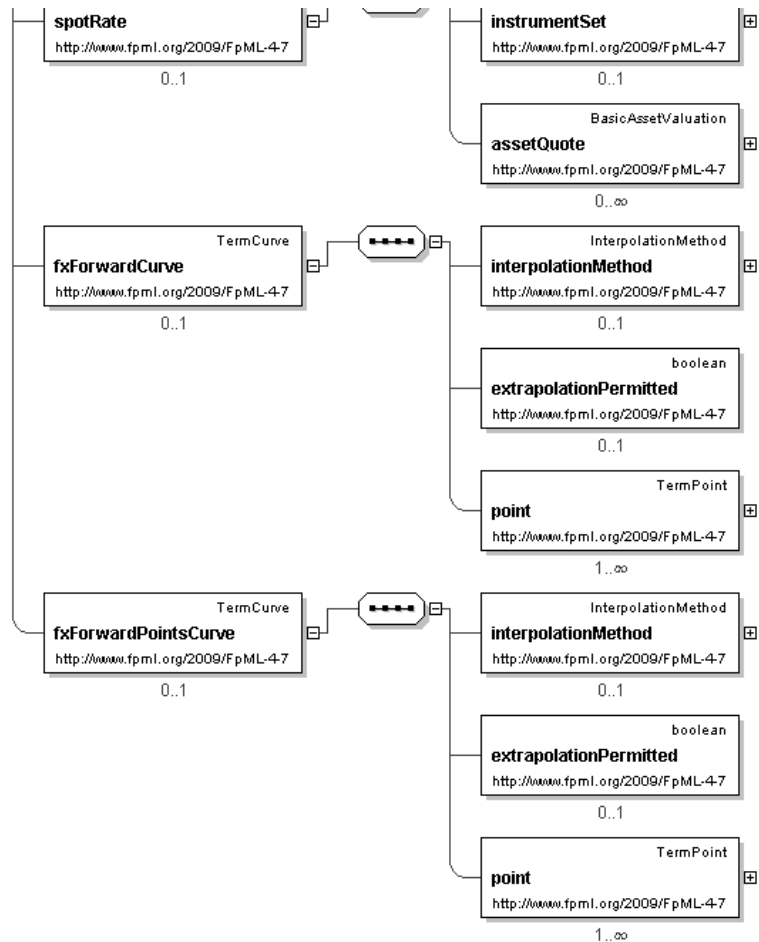 spotRate
http://www.fpml.org/2009/FpML-4-7
0..1
instrumentSet
http://www.fpml.org/2009/FpML-4-7
0..1
BasicAssetValuation
assetQuote
http://www.fpml.org/2009/FpML-4-7
0..∞
TermCurve
fxForwardCurve
http://www.fpml.org/2009/FpML-4-7
0..1
InterpolationMethod
interpolationMethod
http://www.fpml.org/2009/FpML-4-7
0..1
boolean
extrapolationPermitted
http://www.fpml.org/2009/FpML-4-7
0..1
TermPoint
point
http://www.fpml.org/2009/FpML-4-7
1..∞
TermCurve
fxForwardPointsCurve
http://www.fpml.org/2009/FpML-4-7
0..1
InterpolationMethod
interpolationMethod
http://www.fpml.org/2009/FpML-4-7
0..1
boolean
extrapolationPermitted
http://www.fpml.org/2009/FpML-4-7
0..1
TermPoint
point
http://www.fpml.org/2009/FpML-4-7
1..∞